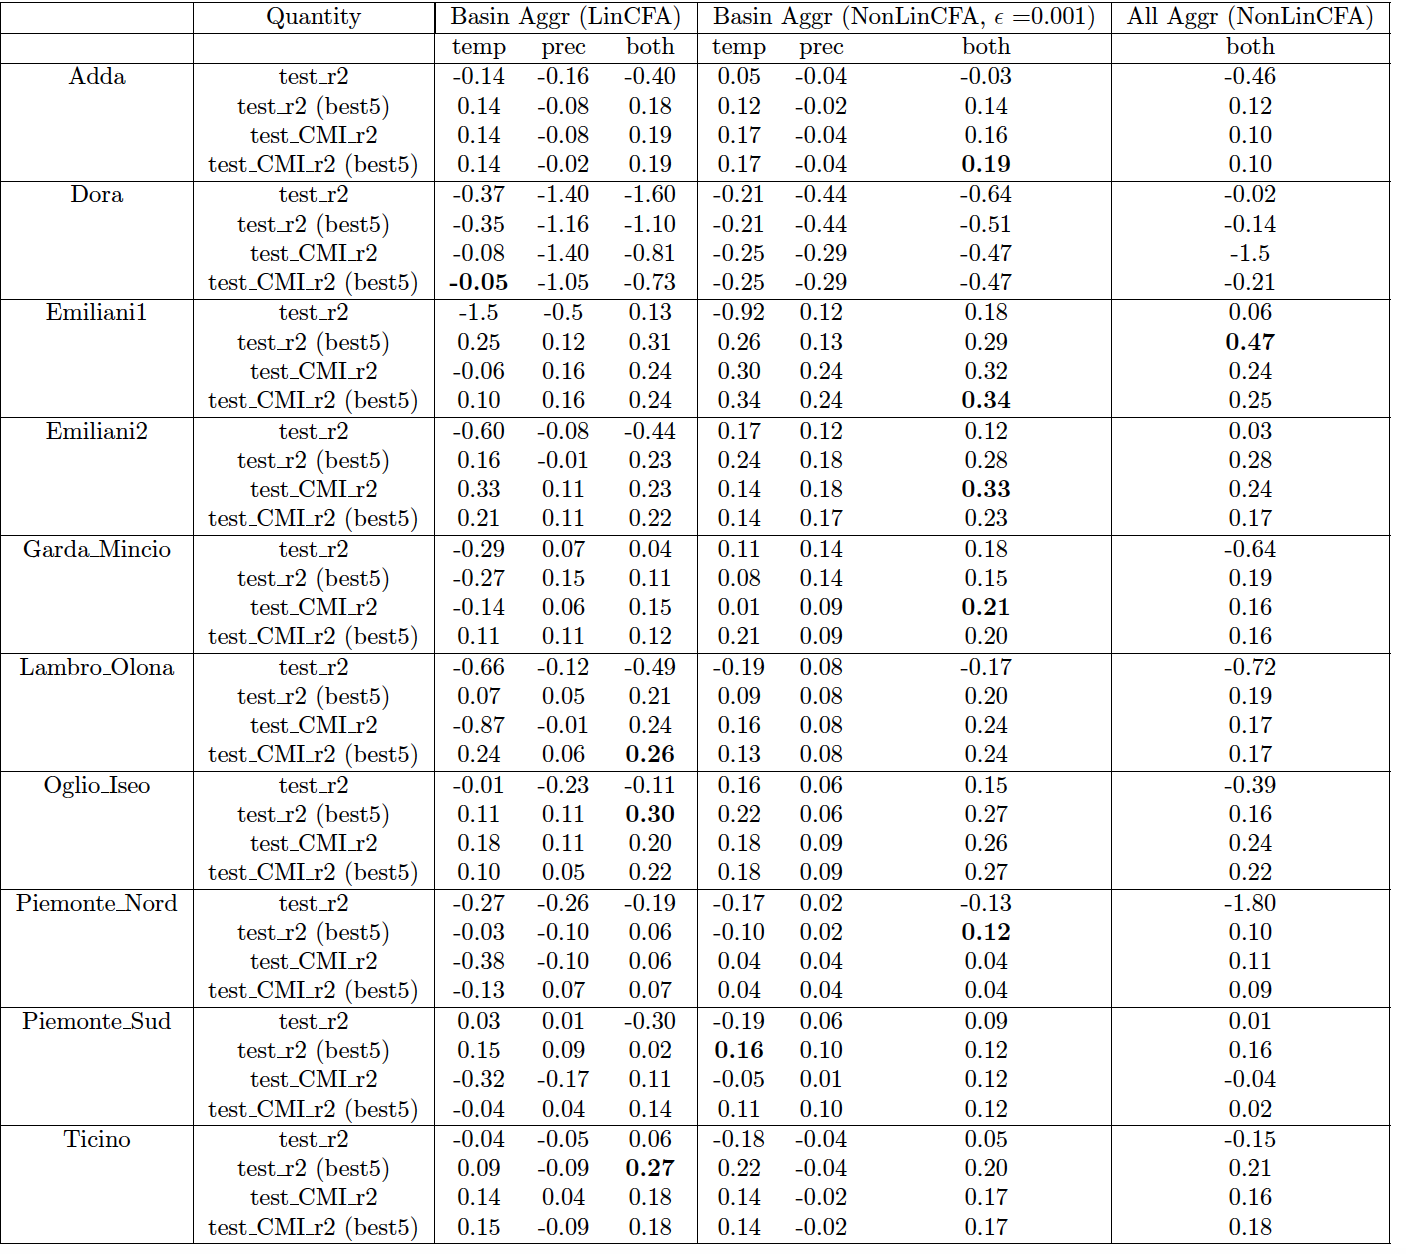 Quantity Basin Aggr (LinCFA) Basin Aggr (NonLinCFA, ϵ =0.001) All Aggr (NonLinCFA)
temp prec both temp prec both both
Adda test_r2 -0.14 -0.16 -0.40 0.05 -0.04 -0.03 -0.46
test_r2 (best5) 0.14 -0.08 0.18 0.12 -0.02 0.14 0.12
test_CMI_r2 0.14 -0.08 0.19 0.17 -0.04 0.16 0.10
test_CMI_r2 (best5) 0.14 -0.02 0.19 0.17 -0.04 0.19 0.10
Dora test_r2 -0.37 -1.40 -1.60 -0.21 -0.44 -0.64 -0.02
test_r2 (best5) -0.35 -1.16 -1.10 -0.21 -0.44 -0.51 -0.14
test_CMI_r2 -0.08 -1.40 -0.81 -0.25 -0.29 -0.47 -1.5
test_CMI_r2 (best5) -0.05 -1.05 -0.73 -0.25 -0.29 -0.47 -0.21
Emiliani1 test_r2 -1.5 -0.5 0.13 -0.92 0.12 0.18 0.06
test_r2 (best5) 0.25 0.12 0.31 0.26 0.13 0.29 0.47
test_CMI_r2 -0.06 0.16 0.24 0.30 0.24 0.32 0.24
test_CMI_r2 (best5) 0.10 0.16 0.24 0.34 0.24 0.34 0.25
Emiliani2 test_r2 -0.60 -0.08 -0.44 0.17 0.12 0.12 0.03
test_r2 (best5) 0.16 -0.01 0.23 0.24 0.18 0.28 0.28
test_CMI_r2 0.33 0.11 0.23 0.14 0.18 0.33 0.24
test_CMI_r2 (best5) 0.21 0.11 0.22 0.14 0.17 0.23 0.17
Garda_Mincio test_r2 -0.29 0.07 0.04 0.11 0.14 0.18 -0.64
test_r2 (best5) -0.27 0.15 0.11 0.08 0.14 0.15 0.19
test_CMI_r2 -0.14 0.06 0.15 0.01 0.09 0.21 0.16
test_CMI_r2 (best5) 0.11 0.11 0.12 0.21 0.09 0.20 0.16
Lambro_Olona test_r2 -0.66 -0.12 -0.49 -0.19 0.08 -0.17 -0.72
test_r2 (best5) 0.07 0.05 0.21 0.09 0.08 0.20 0.19
test_CMI_r2 -0.87 -0.01 0.24 0.16 0.08 0.24 0.17
test_CMI_r2 (best5) 0.24 0.06 0.26 0.13 0.08 0.24 0.17
Oglio_Iseo test_r2 -0.01 -0.23 -0.11 0.16 0.06 0.15 -0.39
test_r2 (best5) 0.11 0.11 0.30 0.22 0.06 0.27 0.16
test_CMI_r2 0.18 0.11 0.20 0.18 0.09 0.26 0.24
test_CMI_r2 (best5) 0.10 0.05 0.22 0.18 0.09 0.27 0.22
Piemonte_Nord test_r2 -0.27 -0.26 -0.19 -0.17 0.02 -0.13 -1.80
test_r2 (best5) -0.03 -0.10 0.06 -0.10 0.02 0.12 0.10
test_CMI_r2 -0.38 -0.10 0.06 0.04 0.04 0.04 0.11
test_CMI_r2 (best5) -0.13 0.07 0.07 0.04 0.04 0.04 0.09
Piemonte_Sud test_r2 0.03 0.01 -0.30 -0.19 0.06 0.09 0.01
test_r2 (best5) 0.15 0.09 0.02 0.16 0.10 0.12 0.16
test_CMI_r2 -0.32 -0.17 0.11 -0.05 0.01 0.12 -0.04
test_CMI_r2 (best5) -0.04 0.04 0.14 0.11 0.10 0.12 0.02
Ticino test_r2 -0.04 -0.05 0.06 -0.18 -0.04 0.05 -0.15
test_r2 (best5) 0.09 -0.09 0.27 0.22 -0.04 0.20 0.21
test_CMI_r2 0.14 0.04 0.18 0.14 -0.02 0.17 0.16
test_CMI_r2 (best5) 0.15 -0.09 0.18 0.14 -0.02 0.17 0.18